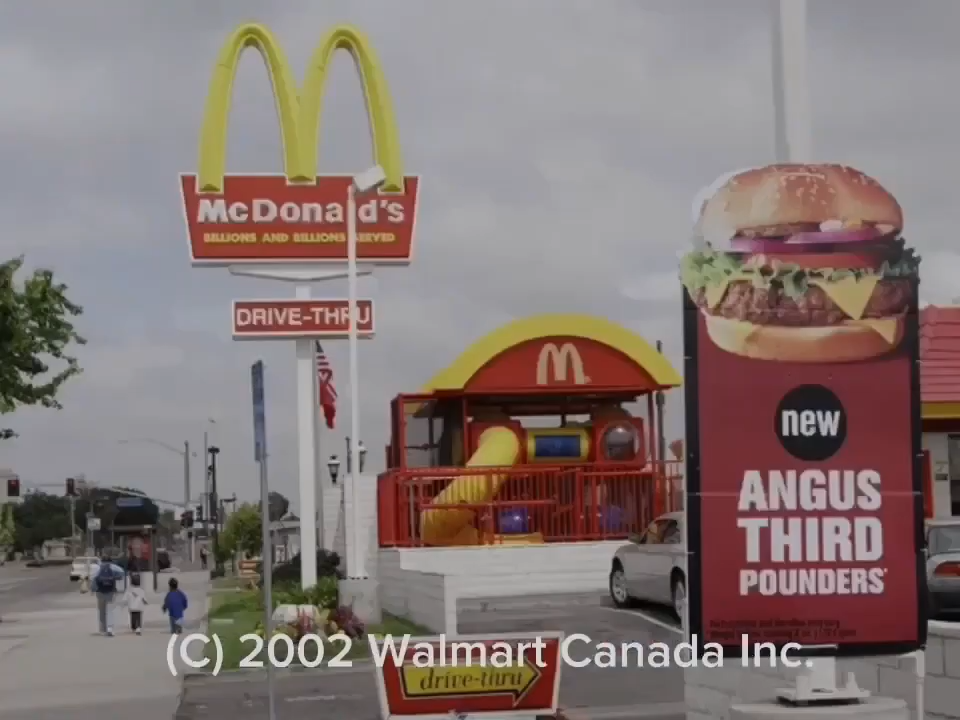 McDonald's
BILLIONS AND BILLIONS SERVED
DRIVE-THRU
new
ANGUS
THIRD
POUNDERS
drive-thru
(C) 2002 Walmart Canada Inc.